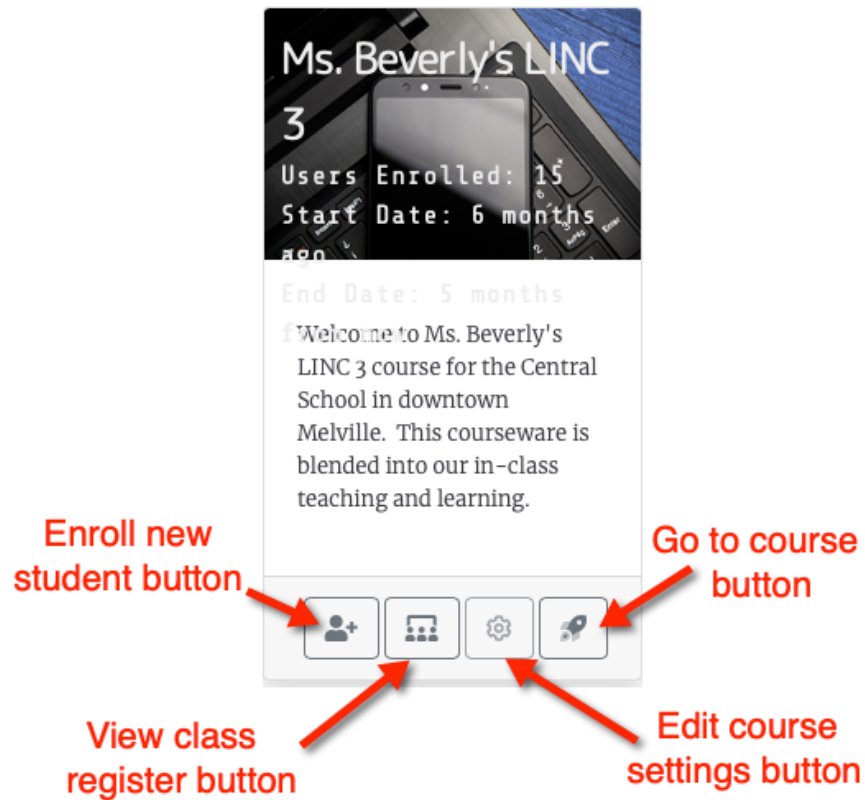 Ms. Beverly's LINC
3
Users Enrolled: 15
Start Date: 6 months
ago
End Date: 5 months
from now
Welcome to Ms. Beverly's
LINC 3 course for the Central
School in downtown
Melville. This courseware is
blended into our in-class
teaching and learning.
Enroll new
student button
Go to course
button
View class
register button
Edit course
settings button